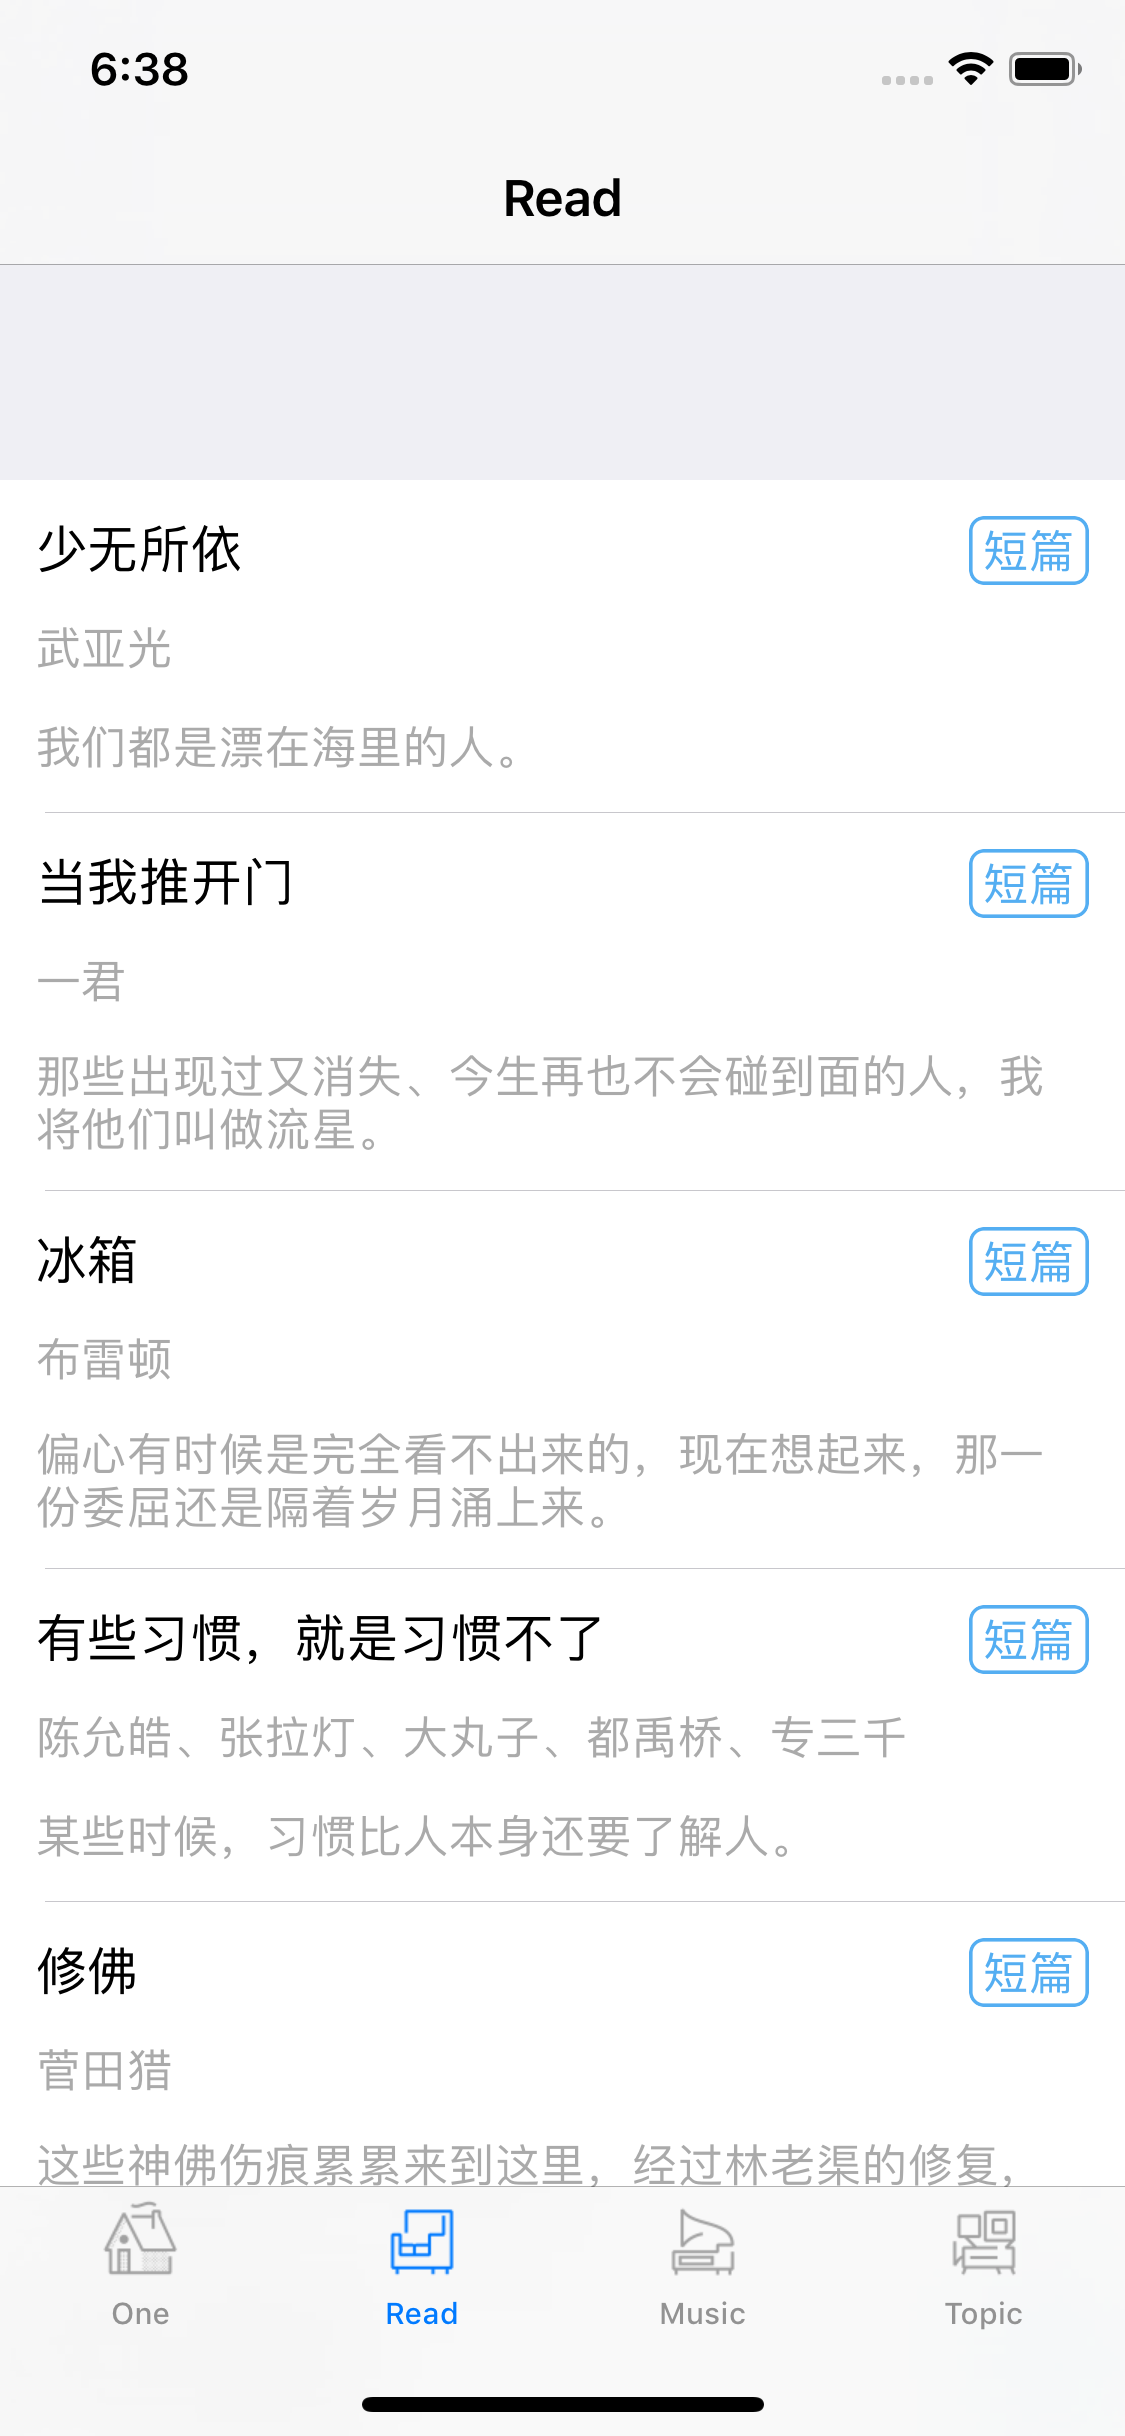 6:38
Read
少无所依
短篇
武亚光
我们都是漂在海里的人。
当我推开门
短篇
一君
那些出现过又消失、今生再也不会碰到面的人，我
将他们叫做流星。
冰箱
短篇
布雷顿
偏心有时候是完全看不出来的，现在想起来，那一
份委屈还是隔着岁月涌上来。
有些习惯，就是习惯不了
短篇
陈允皓、张拉灯、大丸子、都禹桥、专三千
某些时候，习惯比人本身还要了解人。
修佛
短篇
菅田猎
这些神佛伤痕累累来到这里，经过林老渠的修复，
One
Read
Music
Topic